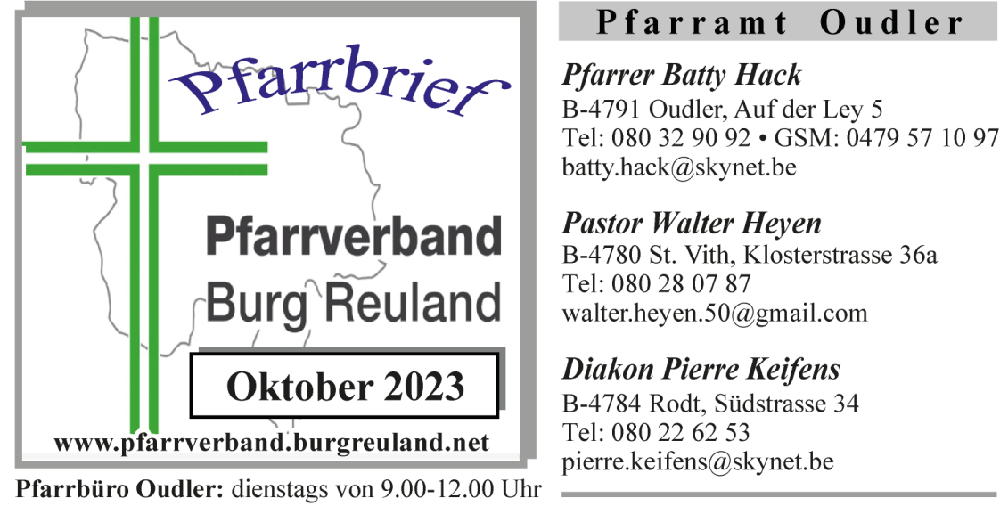 Pfarrbrief
Pfarrverband
Burg Reuland
Oktober 2023
www.pfarrverband.burgreuland.net
Pfarrbüro Oudler: dienstags von 9.00-12.00 Uhr
Pfarramt Oudler
Pfarrer Batty Hack
B-4791 Oudler, Auf der Ley 5
Tel: 080 32 90 92 • GSM: 0479 57 10 97
batty.hack@skynet.be
Pastor Walter Heyen
B-4780 St. Vith, Klosterstrasse 36a
Tel: 080 28 07 87
walter.heyen.50@gmail.com
Diakon Pierre Keifens
B-4784 Rodt, Südstrasse 34
Tel: 080 22 62 53
pierre.keifens@skynet.be